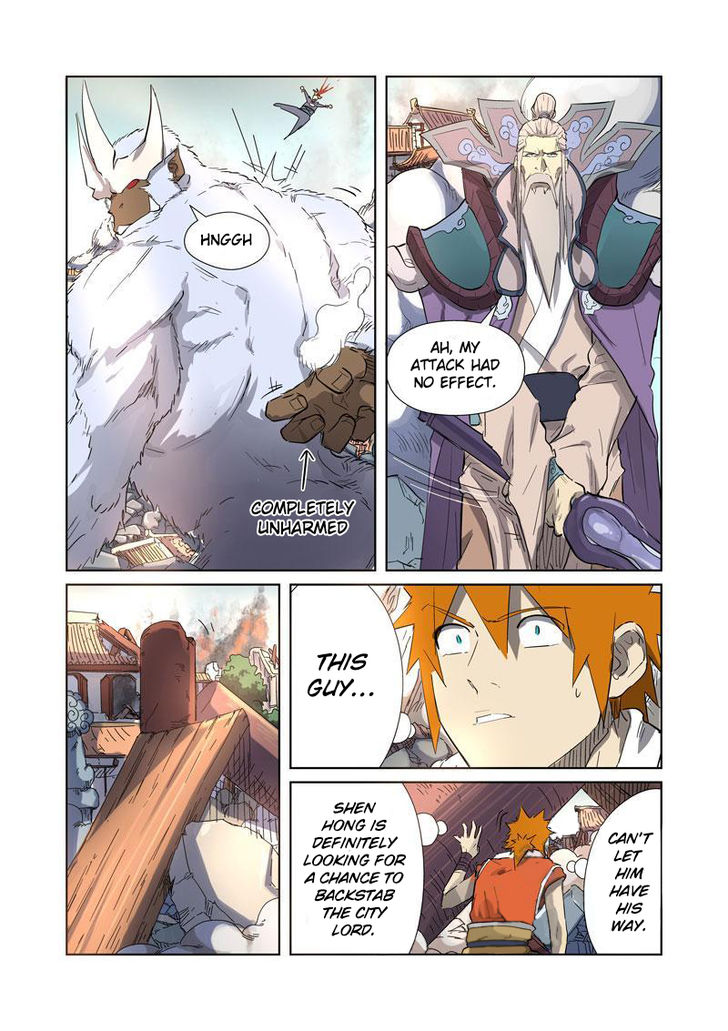 HNGGH
COMPLETELY
UNHARMED
AH, MY
ATTACK HAD
NO EFFECT.
THIS
GUY...
SHEN
HONG IS
DEFINITELY
LOOKING FOR
A CHANCE TO
BACKSTAB
THE CITY
LORD.
CAN'T
LET
HIM
HAVE
HIS
WAY.